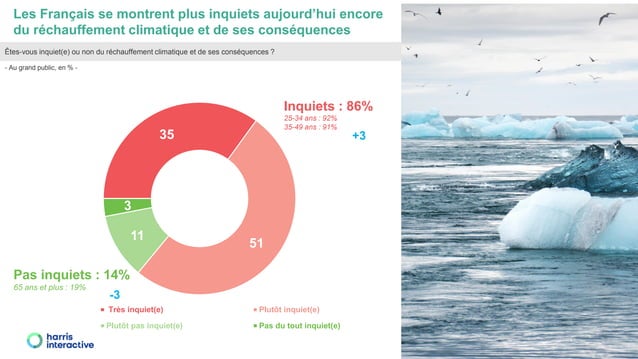 Les Français se montrent plus inquiets aujourd’hui encore
du réchauffement climatique et de ses conséquences
Êtes-vous inquiet(e) ou non du réchauffement climatique et de ses conséquences ?
- Au grand public, en % -
Inquiets : 86%
25-34 ans : 92%
35-49 ans : 91%
+3
35
3
11
51
Pas inquiets : 14%
65 ans et plus : 19%
-3
Très inquiet(e)
Plutôt inquiet(e)
Plutôt pas inquiet(e)
Pas du tout inquiet(e)
harris
interactive